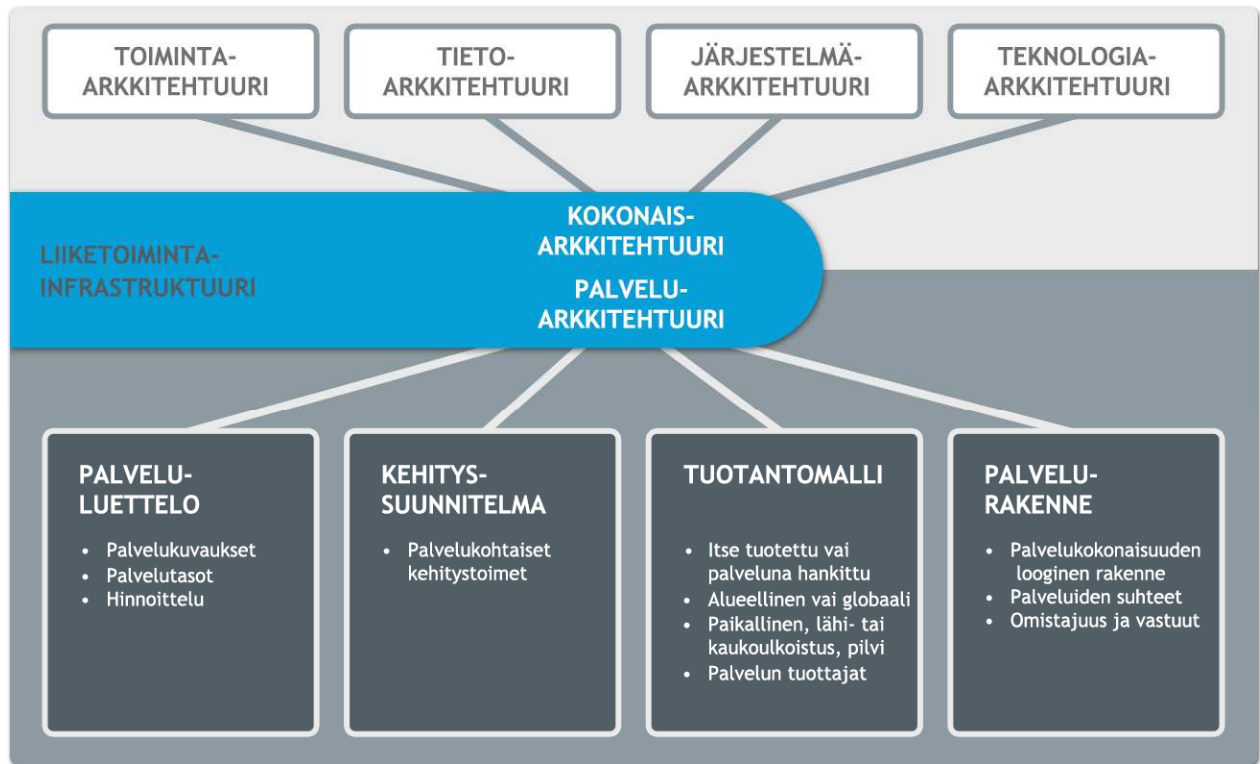 TOIMINTA-
ARKKITEHTUURI
TIETO-
ARKKITEHTUURI
JÄRJESTELMÄ-
ARKKITEHTUURI
TEKNOLOGIA-
ARKKITEHTUURI
LIIKETOIMINTA-
INFRASTRUKTUURI
KOKONAIS-
ARKKITEHTUURI
PALVELU-
ARKKITEHTUURI
PALVELU-
LUETTELO
• Palvelukuvaukset
• Palvelutasot
• Hinnoittelu
KEHITYS-
SUUNNITELMA
• Palvelukohtaiset
kehitystoimet
TUOTANTOMALLI
• Itse tuotettu vai
palveluna hankittu
• Alueellinen vai globaali
• Paikallinen, lähi- tai
kaukoulkoistus, pilvi
• Palvelun tuottajat
PALVELU-
RAKENNE
• Palvelukokonaisuuden
looginen rakenne
• Palveluiden suhteet
• Omistajuus ja vastuut